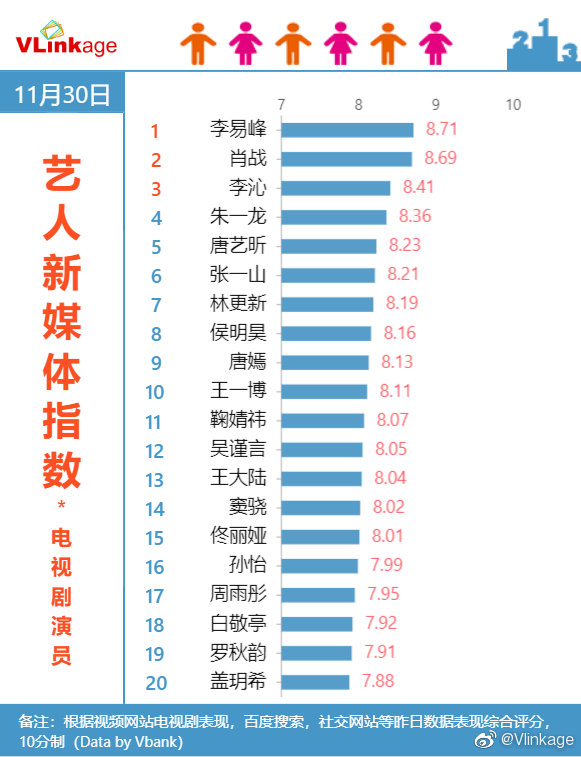 VLinkage
1
2
3
11月30日
艺人新媒体指数
*电视剧演员
7 8 9 10
1 李易峰 8.71
2 肖战 8.69
3 李沁 8.41
4 朱一龙 8.36
5 唐艺昕 8.23
6 张一山 8.21
7 林更新 8.19
8 侯明昊 8.16
9 唐嫣 8.13
10 王一博 8.11
11 鞠婧祎 8.07
12 吴谨言 8.05
13 王大陆 8.04
14 窦骁 8.02
15 佟丽娅 8.01
16 孙怡 7.99
17 周雨彤 7.95
18 白敬亭 7.92
19 罗秋韵 7.91
20 盖玥希 7.88
备注：根据视频网站电视剧表现，百度搜索，社交网站等昨日数据表现综合评分，
10分制（Data by Vbank）
@Vlinkage